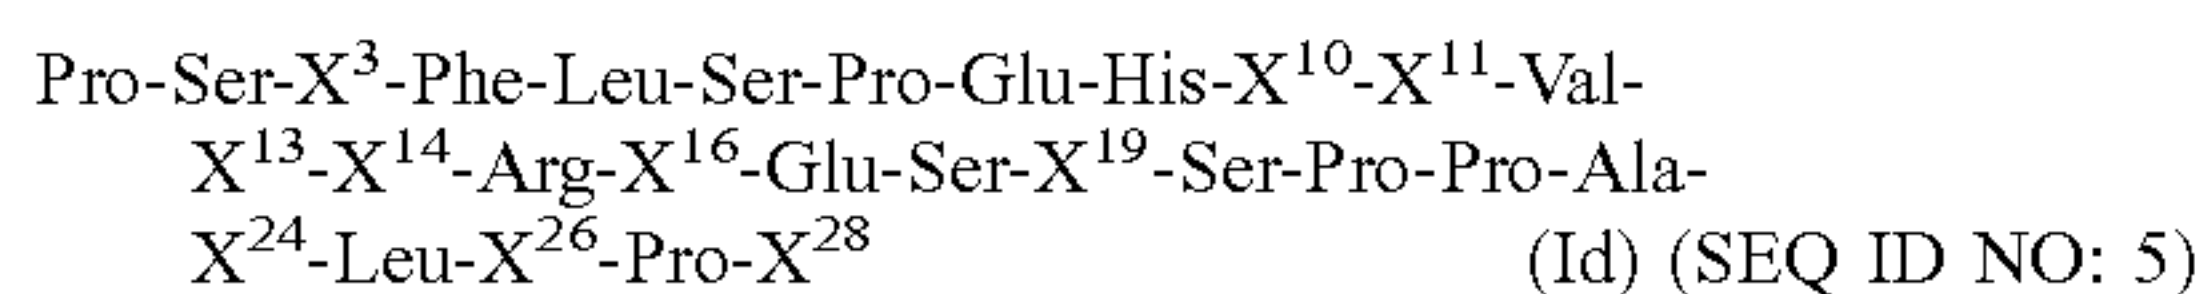 Pro-Ser-X³-Phe-Leu-Ser-Pro-Glu-His-X¹⁰-X¹¹-Val-
X¹³-X¹⁴-Arg-X¹⁶-Glu-Ser-X¹⁹-Ser-Pro-Pro-Ala-
X²⁴-Leu-X²⁶-Pro-X²⁸ (Id) (SEQ ID NO: 5)